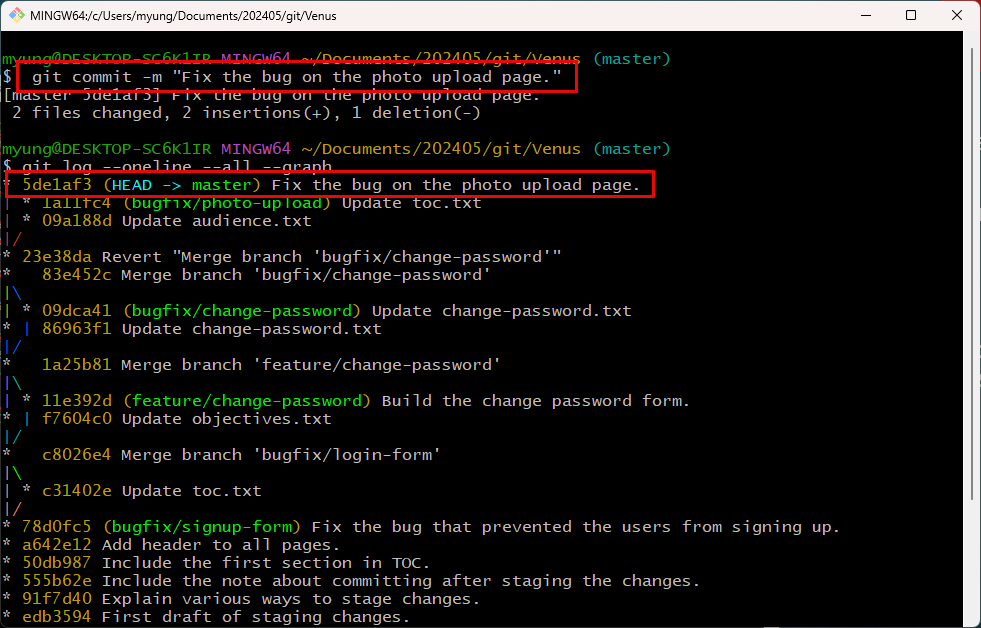 MINGW64:/c/Users/myung/Documents/202405/git/Venus
myung@DESKTOP-SC6K1IR MINGW64 ~/Documents/202405/git/Venus (master)
$ git commit -m "Fix the bug on the photo upload page."
[master 5de1af3] Fix the bug on the photo upload page.
 2 files changed, 2 insertions(+), 1 deletion(-)
myung@DESKTOP-SC6K1IR MINGW64 ~/Documents/202405/git/Venus (master)
$ git log --oneline --all --graph
* 5de1af3 (HEAD -> master) Fix the bug on the photo upload page.
| * 1a11fc4 (bugfix/photo-upload) Update toc.txt
| * 09a188d Update audience.txt
|/
* 23e38da Revert "Merge branch 'bugfix/change-password'"
*   83e452c Merge branch 'bugfix/change-password'
|\
| * 09dca41 (bugfix/change-password) Update change-password.txt
* | 86963f1 Update change-password.txt
|/
*   1a25b81 Merge branch 'feature/change-password'
|\
| * 11e392d (feature/change-password) Build the change password form.
* | f7604c0 Update objectives.txt
|/
*   c8026e4 Merge branch 'bugfix/login-form'
|\
| * c31402e Update toc.txt
|/
* 78d0fc5 (bugfix/signup-form) Fix the bug that prevented the users from signing up.
* a642e12 Add header to all pages.
* 50db987 Include the first section in TOC.
* 555b62e Include the note about committing after staging the changes.
* 91f7d40 Explain various ways to stage changes.
* edb3594 First draft of staging changes.